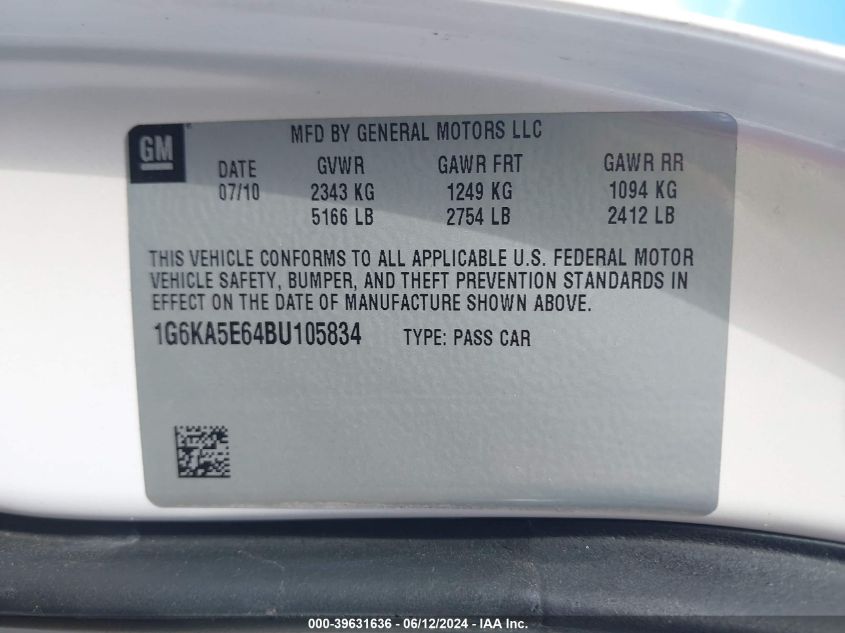 GM
MFD BY GENERAL MOTORS LLC
DATE GVWR GAWR FRT GAWR RR
07/10 2343 KG 1249 KG 1094 KG
5166 LB 2754 LB 2412 LB
THIS VEHICLE CONFORMS TO ALL APPLICABLE U.S. FEDERAL MOTOR
VEHICLE SAFETY, BUMPER, AND THEFT PREVENTION STANDARDS IN
EFFECT ON THE DATE OF MANUFACTURE SHOWN ABOVE.
1G6KA5E64BU105834 TYPE: PASS CAR
000-39631636 - 06/12/2024 - IAA Inc.